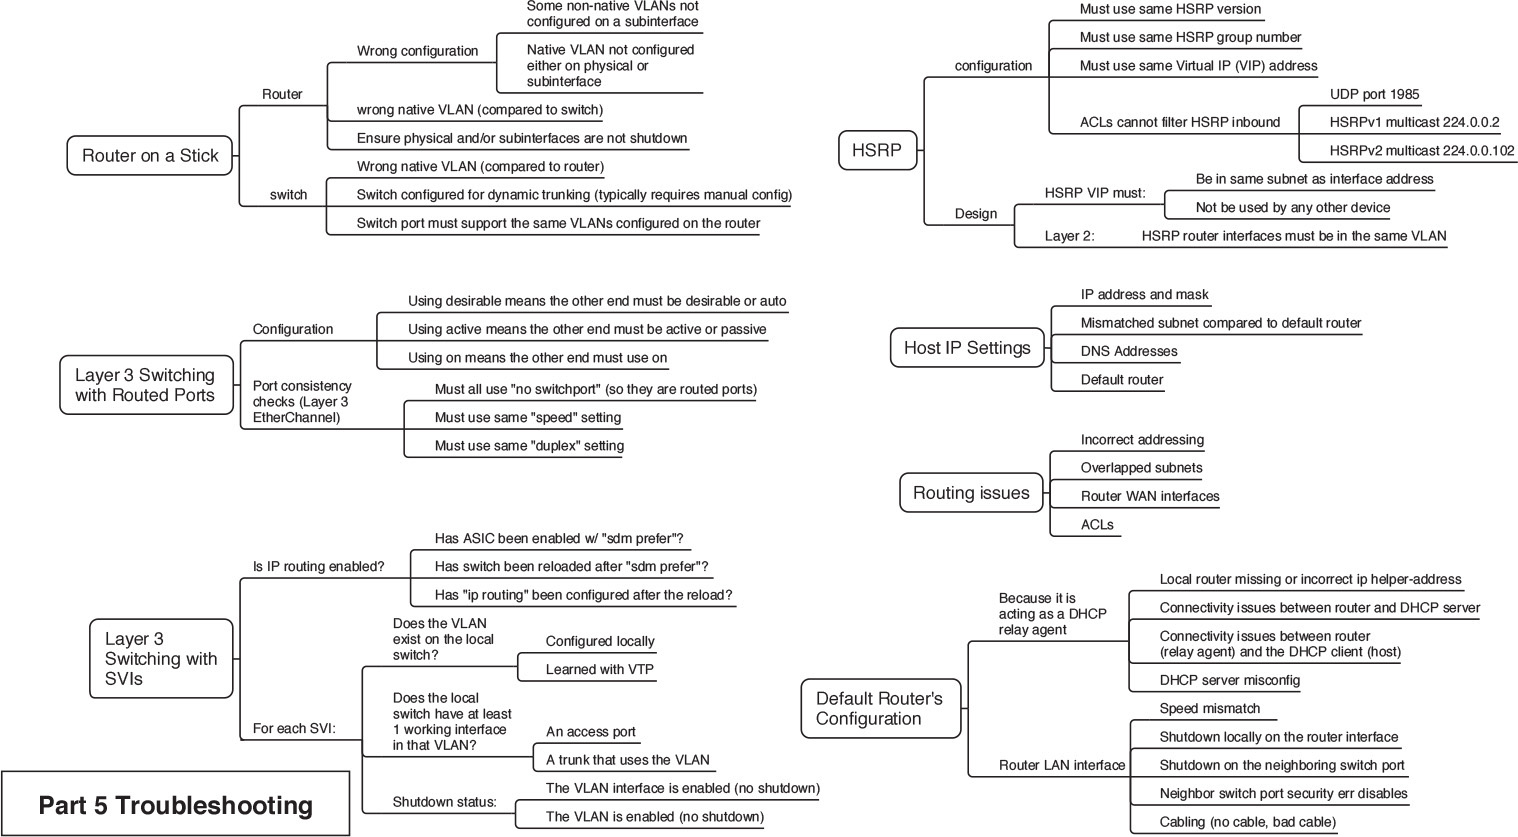 Router on a Stick
Router
Wrong configuration
Some non-native VLANs not
configured on a subinterface
Native VLAN not configured
either on physical or
subinterface
wrong native VLAN (compared to switch)
Ensure physical and/or subinterfaces are not shutdown
switch
Wrong native VLAN (compared to router)
Switch configured for dynamic trunking (typically requires manual config)
Switch port must support the same VLANs configured on the router
Layer 3 Switching
with Routed Ports
Configuration
Using desirable means the other end must be desirable or auto
Using active means the other end must be active or passive
Using on means the other end must use on
Port consistency
checks (Layer 3
EtherChannel)
Must all use "no switchport" (so they are routed ports)
Must use same "speed" setting
Must use same "duplex" setting
Layer 3
Switching with
SVIs
Is IP routing enabled?
Has ASIC been enabled w/ "sdm prefer"?
Has switch been reloaded after "sdm prefer"?
Has "ip routing" been configured after the reload?
For each SVI:
Does the VLAN
exist on the local
switch?
Configured locally
Learned with VTP
Does the local
switch have at least
1 working interface
in that VLAN?
An access port
A trunk that uses the VLAN
Shutdown status:
The VLAN interface is enabled (no shutdown)
The VLAN is enabled (no shutdown)
Part 5 Troubleshooting
HSRP
configuration
Must use same HSRP version
Must use same HSRP group number
Must use same Virtual IP (VIP) address
ACLs cannot filter HSRP inbound
UDP port 1985
HSRPv1 multicast 224.0.0.2
HSRPv2 multicast 224.0.0.102
Design
HSRP VIP must:
Be in same subnet as interface address
Not be used by any other device
Layer 2:
HSRP router interfaces must be in the same VLAN
Host IP Settings
IP address and mask
Mismatched subnet compared to default router
DNS Addresses
Default router
Routing issues
Incorrect addressing
Overlapped subnets
Router WAN interfaces
ACLs
Default Router's
Configuration
Because it is
acting as a DHCP
relay agent
Local router missing or incorrect ip helper-address
Connectivity issues between router and DHCP server
Connectivity issues between router
(relay agent) and the DHCP client (host)
DHCP server misconfig
Router LAN interface
Speed mismatch
Shutdown locally on the router interface
Shutdown on the neighboring switch port
Neighbor switch port security err disables
Cabling (no cable, bad cable)